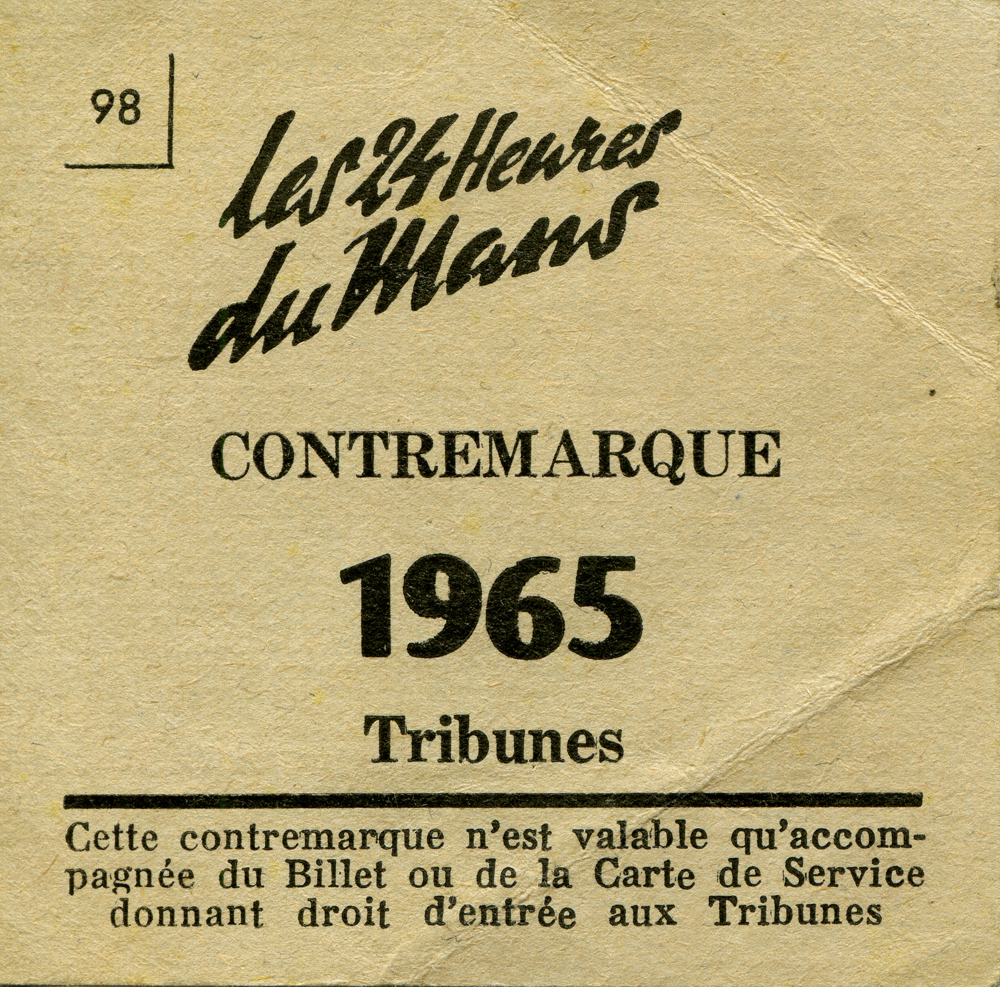 98
Les 24 Heures
du Mans
CONTREMARQUE
1965
Tribunes
Cette contremarque n'est valable qu'accom-
pagnée du Billet ou de la Carte de Service
donnant droit d'entrée aux Tribunes